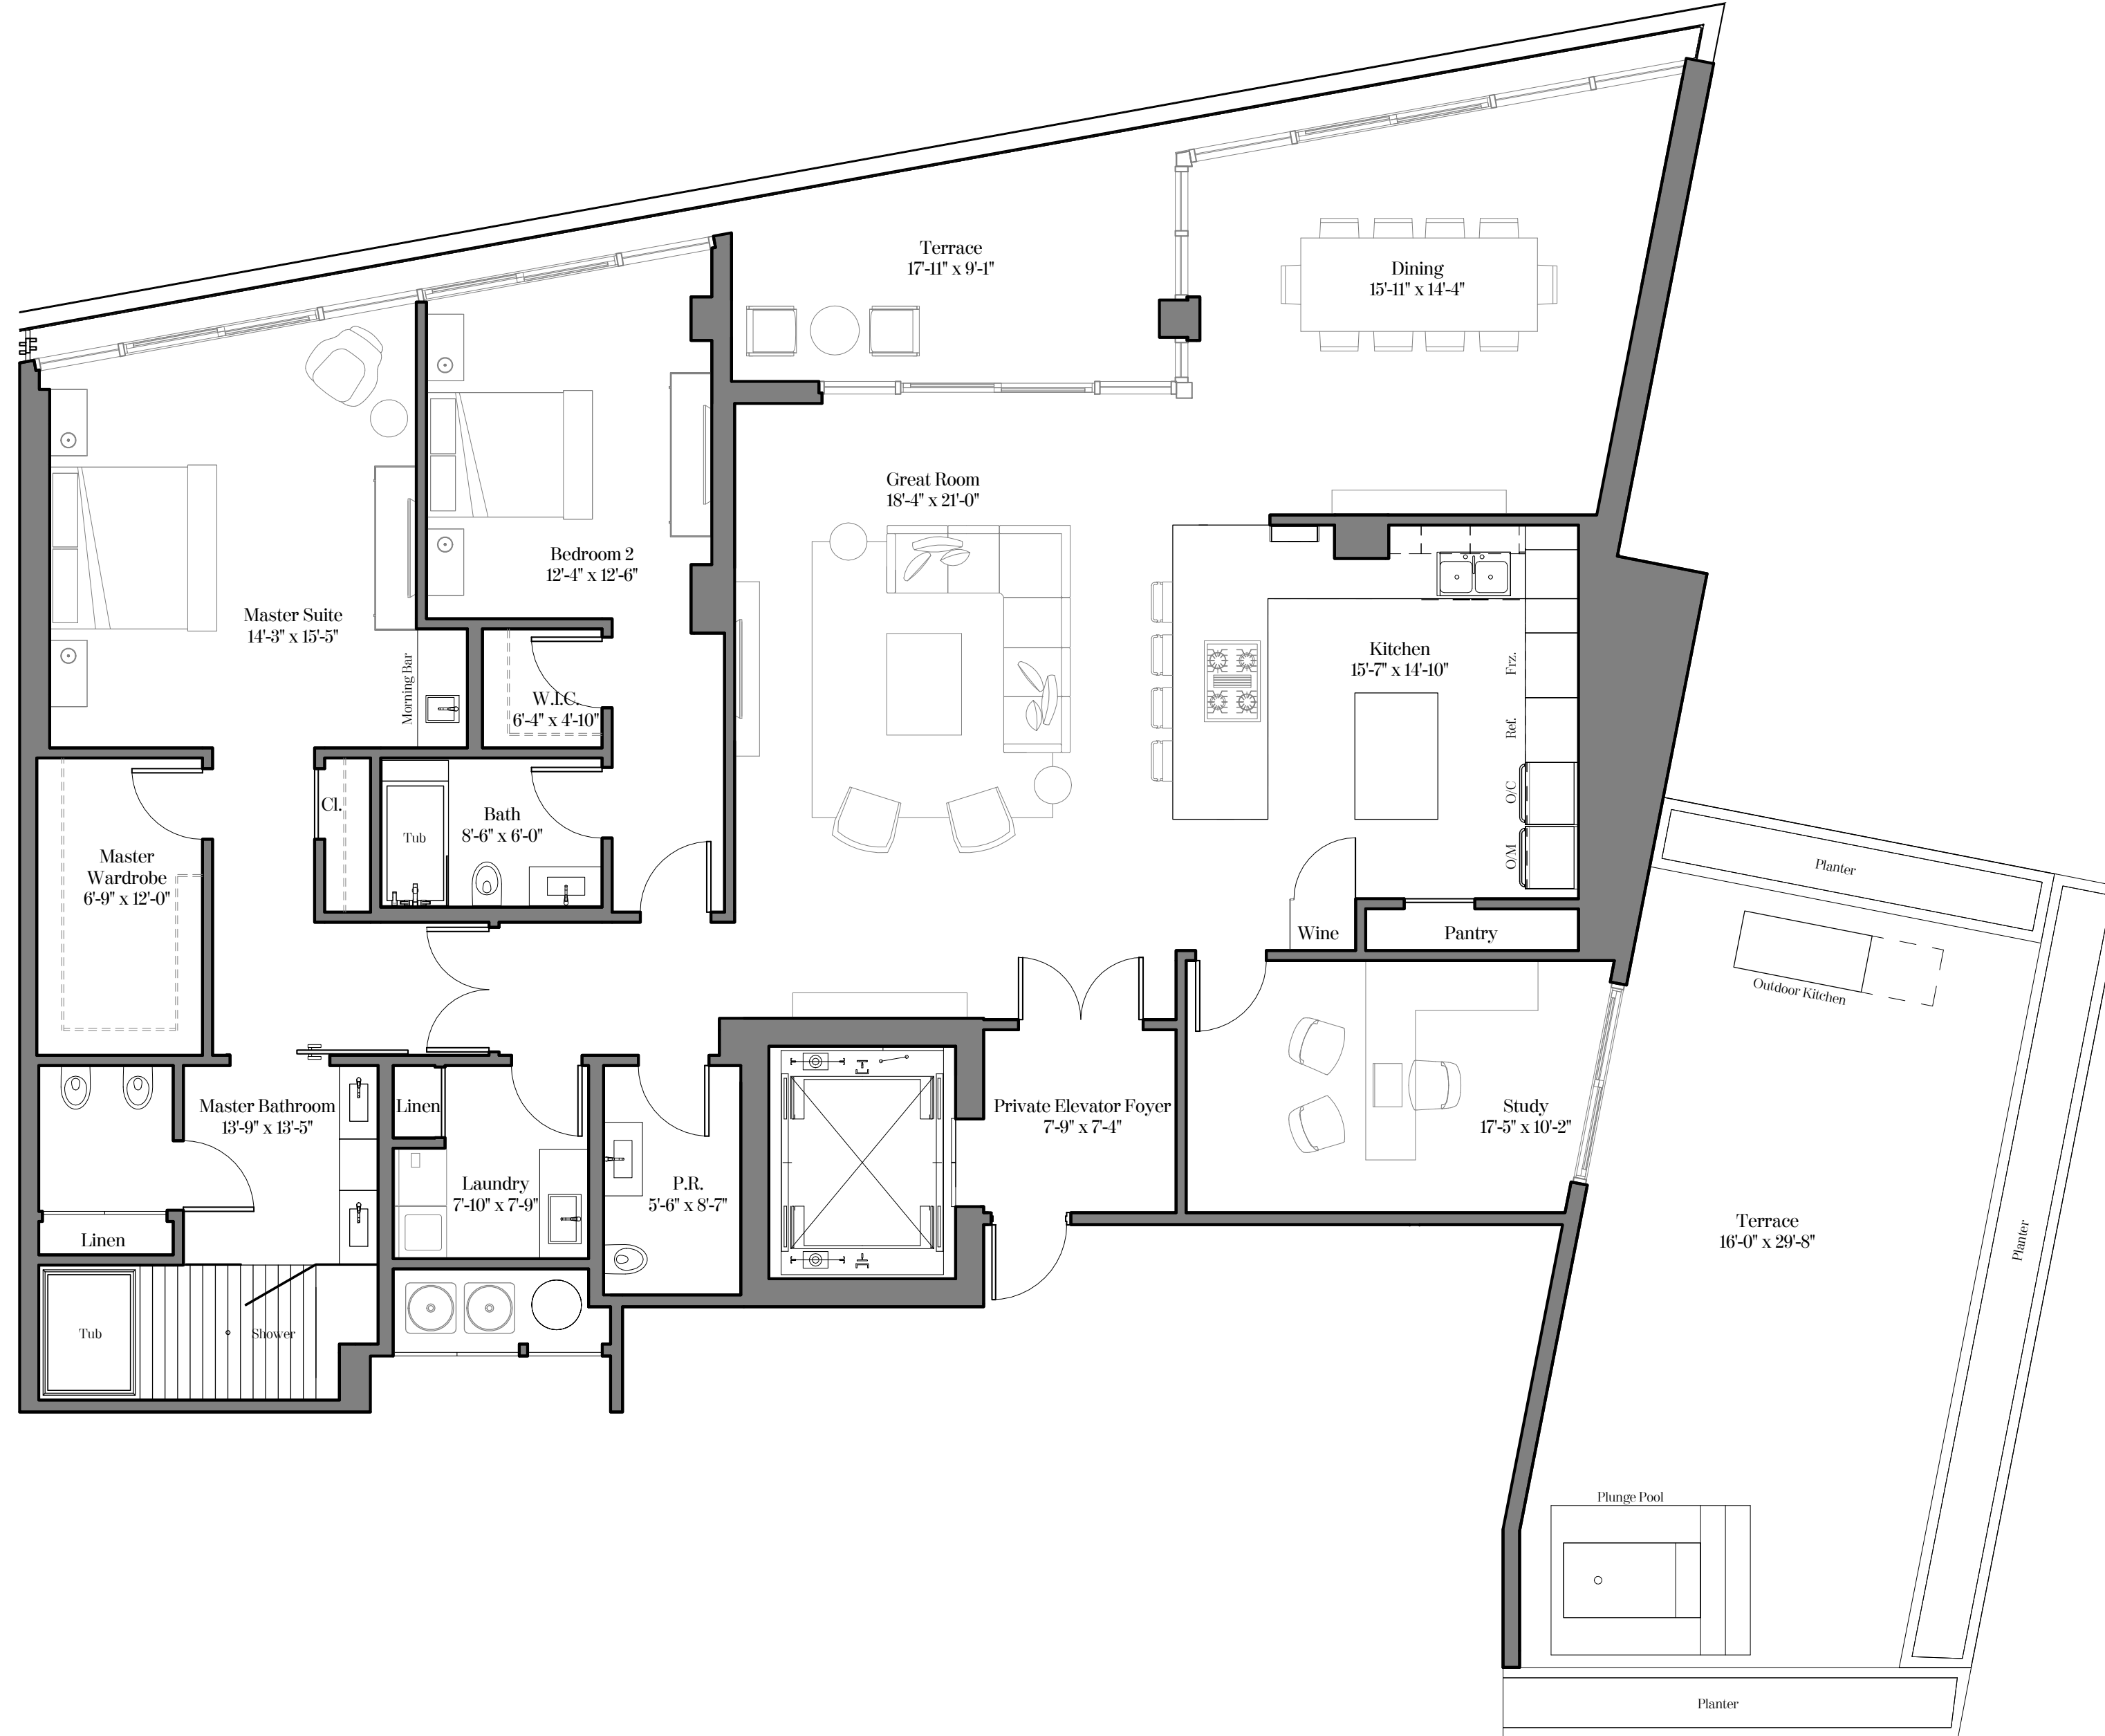 Terrace
17'-11" x 9'-1"
Dining
15'-11" x 14'-4"
Great Room
18'-4" x 21'-0"
Bedroom 2
12'-4" x 12'-6"
Master Suite
14'-3" x 15'-5"
Morning Bar
W.I.C.
6'-4" x 4'-10"
Kitchen
15'-7" x 14'-10"
Frz.
Ref.
O/C
O/M
Cl.
Tub
Bath
8'-6" x 6'-0"
Master
Wardrobe
6'-9" x 12'-0"
Wine
Pantry
Planter
Outdoor Kitchen
Master Bathroom
13'-9" x 13'-5"
Linen
Private Elevator Foyer
7'-9" x 7'-4"
Study
17'-5" x 10'-2"
Laundry
7'-10" x 7'-9"
P.R.
5'-6" x 8'-7"
Linen
Terrace
16'-0" x 29'-8"
Planter
Tub
Shower
Plunge Pool
Planter